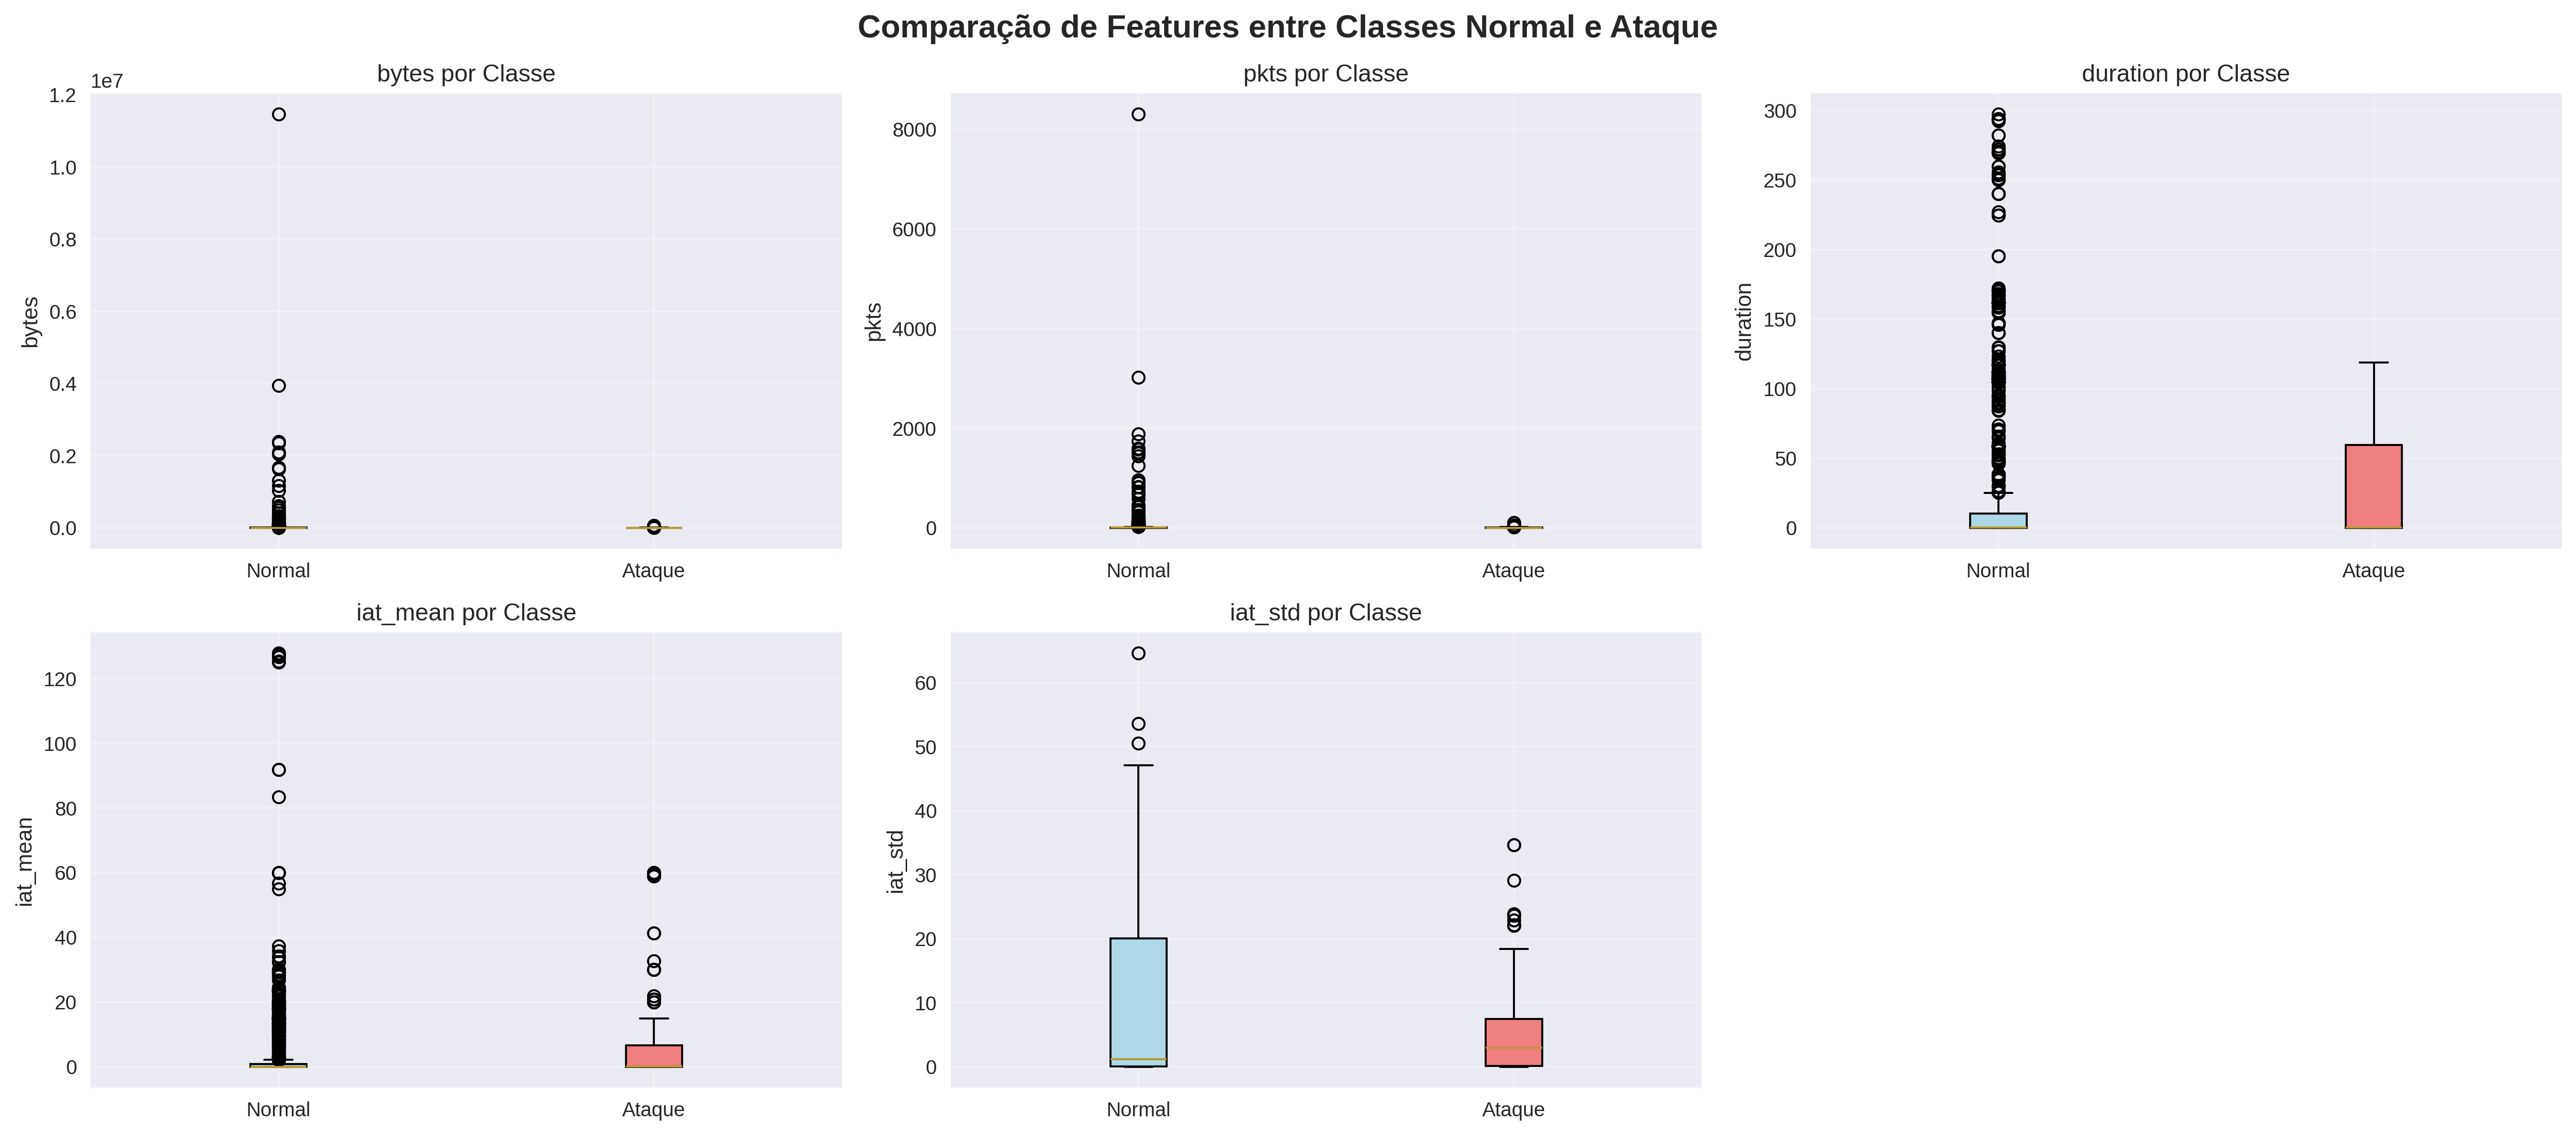 Comparação de Features entre Classes Normal e Ataque
bytes por Classe
1e7
1.2
1.0
0.8
0.6
0.4
0.2
0.0
bytes
Normal
Ataque
pkts por Classe
8000
6000
4000
2000
0
pkts
Normal
Ataque
duration por Classe
300
250
200
150
100
50
0
duration
Normal
Ataque
iat_mean por Classe
120
100
80
60
40
20
0
iat_mean
Normal
Ataque
iat_std por Classe
60
50
40
30
20
10
0
iat_std
Normal
Ataque